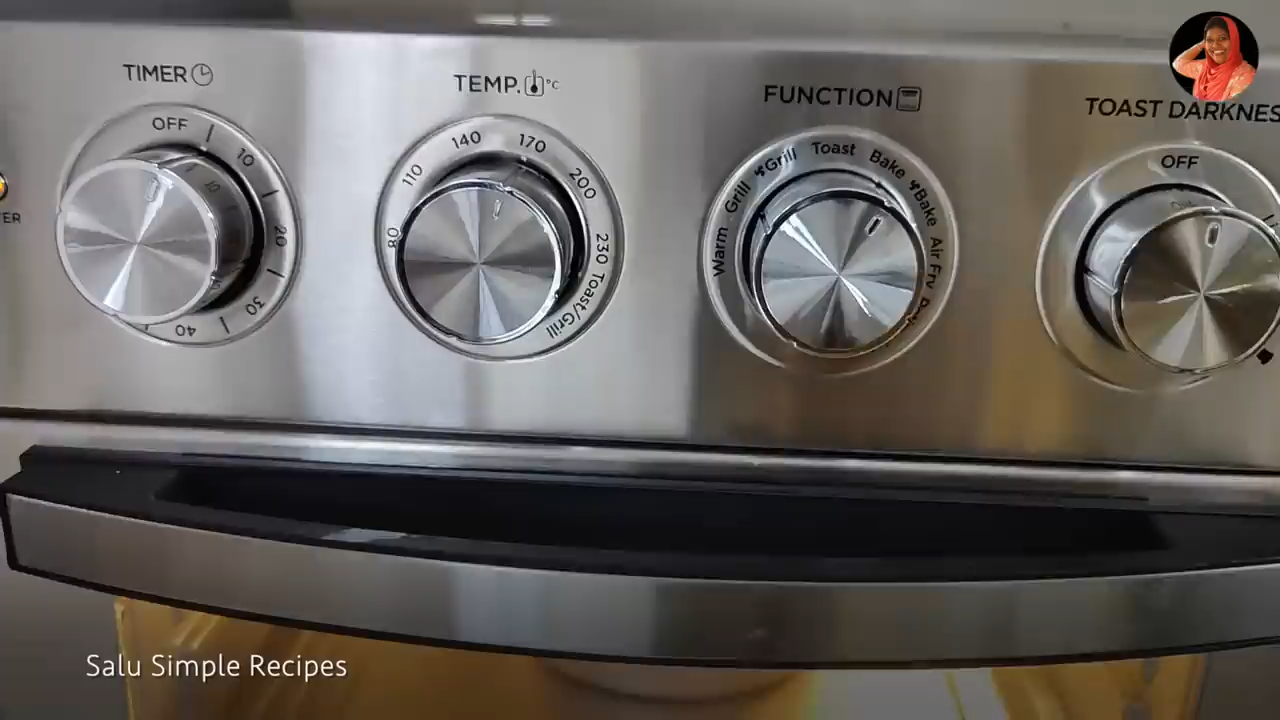 TIMER
OFF
10
20
30
40
TEMP. °C
80
110
140
170
200
230
Toast/Grill
FUNCTION
Warm
Grill
Grill
Toast
Bake
Bake
Air Fry
TOAST DARKNES
OFF
Salu Simple Recipes